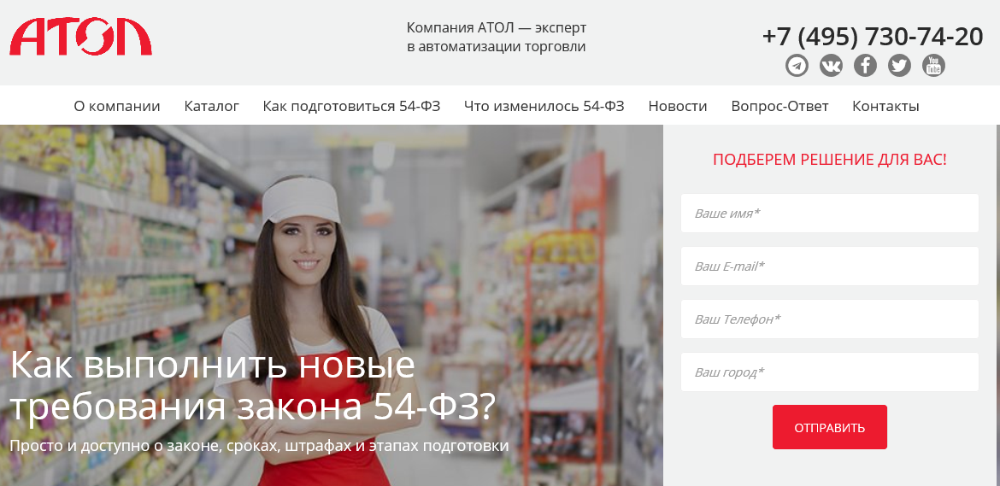 АТОЛ
Компания АТОЛ — эксперт
в автоматизации торговли
+7 (495) 730-74-20
You
Tube
О компании Каталог Как подготовиться 54-ФЗ Что изменилось 54-ФЗ Новости Вопрос-Ответ Контакты
Как выполнить новые
требования закона 54-ФЗ?
Просто и доступно о законе, сроках, штрафах и этапах подготовки
ПОДБЕРЕМ РЕШЕНИЕ ДЛЯ ВАС!
Ваше имя*
Ваш E-mail*
Ваш Телефон*
Ваш город*
ОТПРАВИТЬ